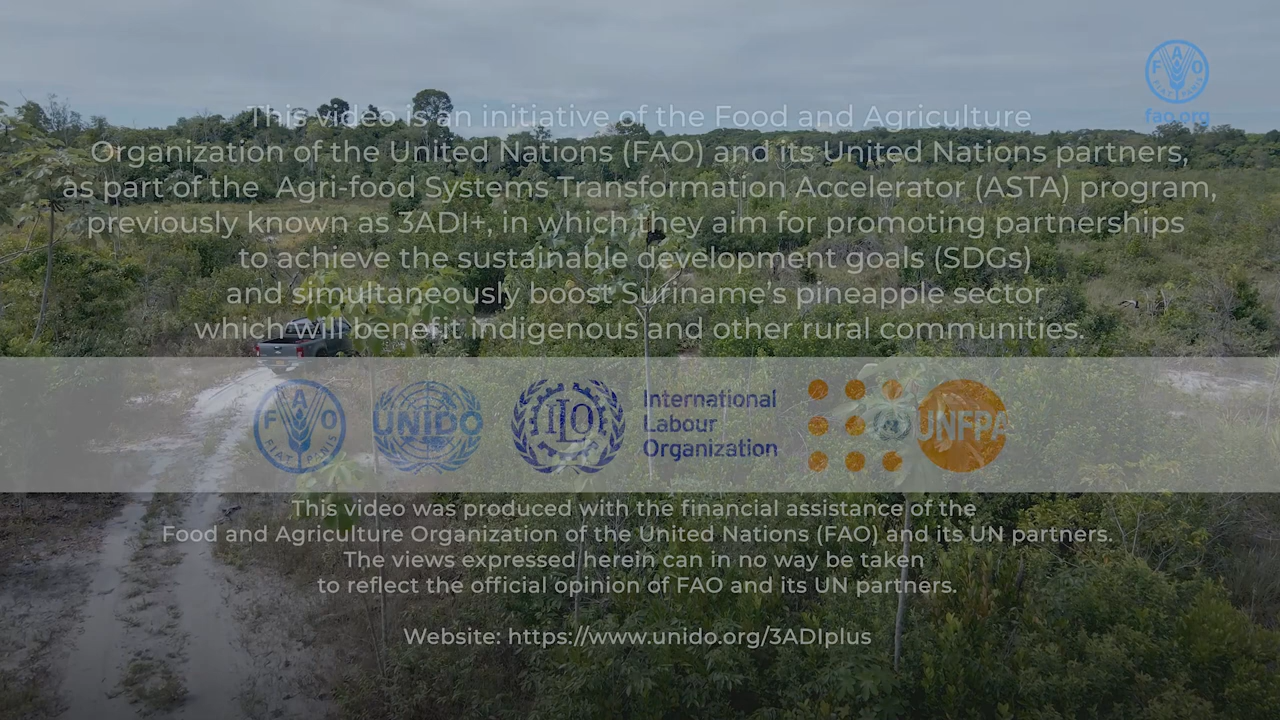 FAO
FIAT PANIS
fao.org
This video is an initiative of the Food and Agriculture
Organization of the United Nations (FAO) and its United Nations partners,
as part of the Agri-food Systems Transformation Accelerator (ASTA) program,
previously known as 3ADI+, in which they aim for promoting partnerships
to achieve the sustainable development goals (SDGs)
and simultaneously boost Suriname's pineapple sector
which will benefit indigenous and other rural communities.
FAO
FIAT PANIS
UNIDO
ILO
International
Labour
Organization
UNFPA
This video was produced with the financial assistance of the
Food and Agriculture Organization of the United Nations (FAO) and its UN partners.
The views expressed herein can in no way be taken
to reflect the official opinion of FAO and its UN partners.
Website: https://www.unido.org/3ADIplus